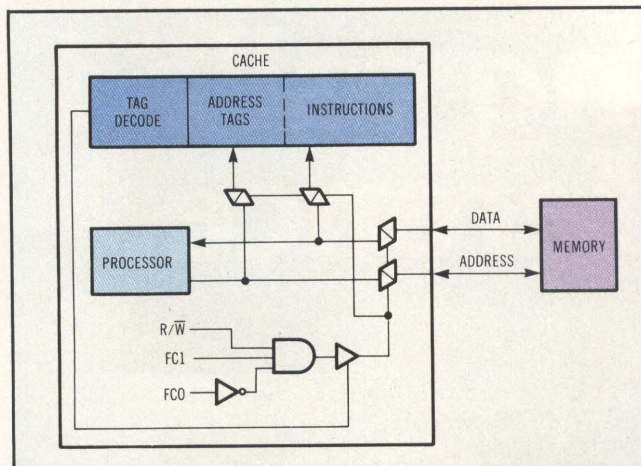 CACHE
TAG
DECODE
ADDRESS
TAGS
INSTRUCTIONS
PROCESSOR
DATA
ADDRESS
MEMORY
R/W̅
FC1
FC0